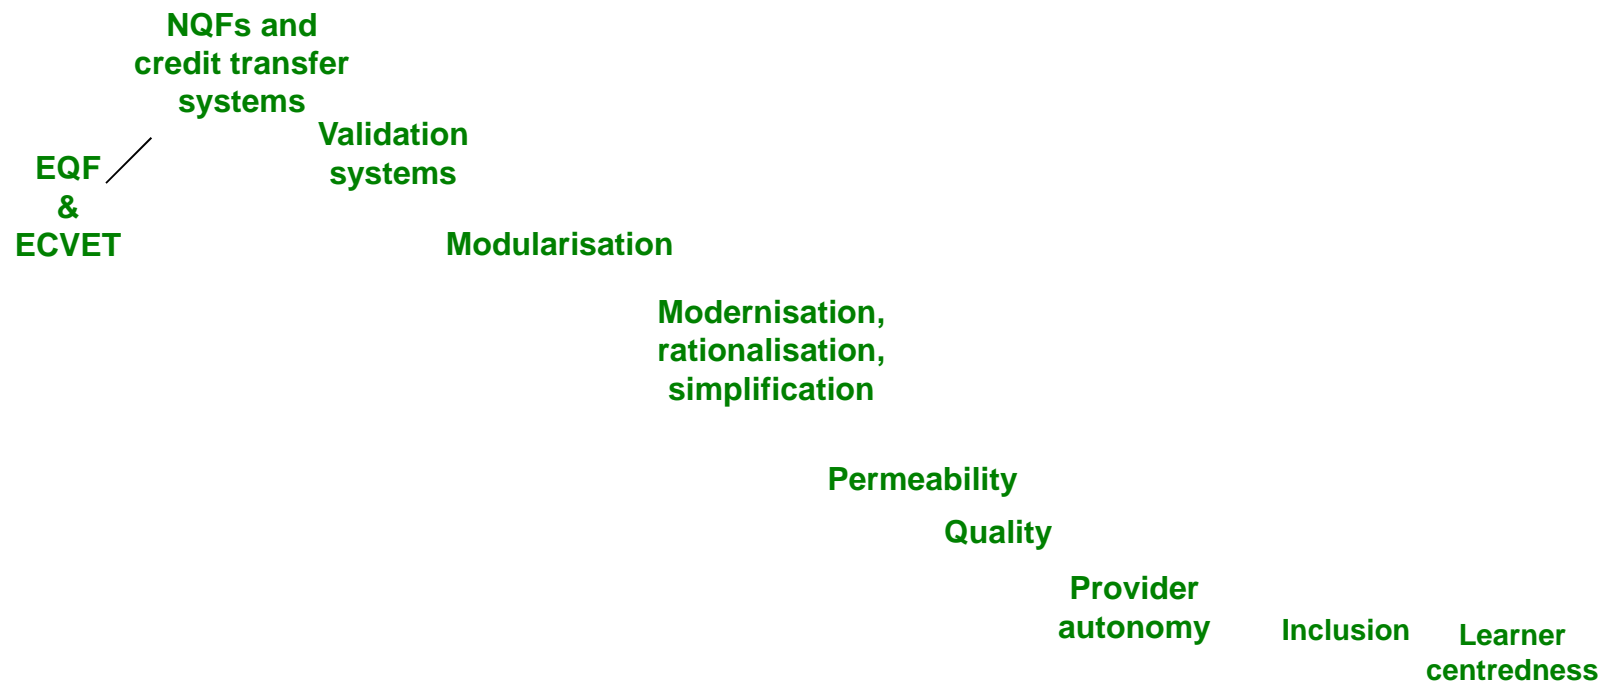 NQFs and
credit transfer
systems
Validation
systems
EQF
&
ECVET
Modularisation
Modernisation,
rationalisation,
simplification
Permeability
Quality
Provider
autonomy
Inclusion
Learner
centredness